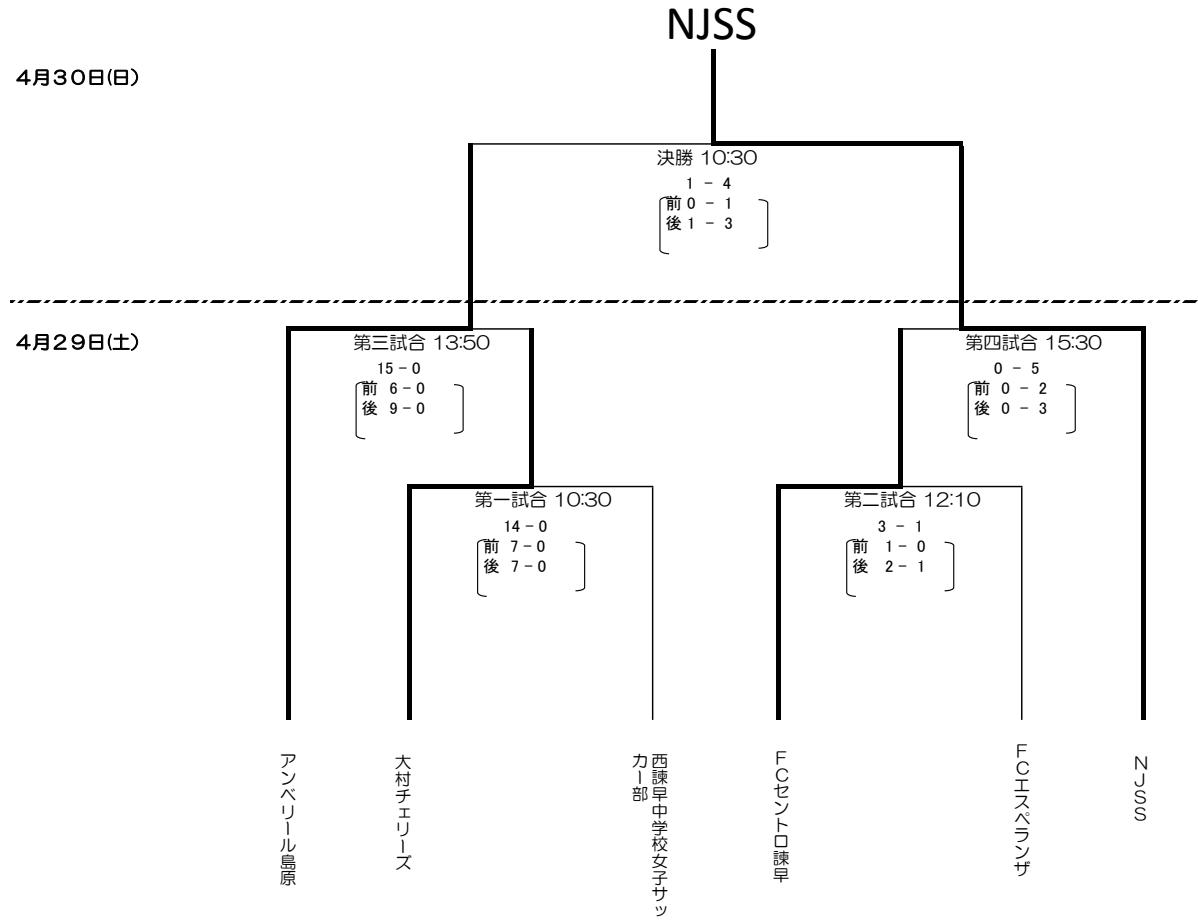 NJSS
4月30日(日)
決勝 10:30
1 - 4
前 0 - 1
後 1 - 3
4月29日(土)
第三試合 13:50
15-0
前 6-0
後 9-0
第四試合 15:30
0 - 5
前 0 - 2
後 0 - 3
第一試合 10:30
14-0
前 7-0
後 7-0
第二試合 12:10
3 - 1
前 1-0
後 2-1
アンベリール島原
大村チェリーズ
西諫早中学校女子サッ
カー部
FCセントロ諫早
FCエスペランザ
NJSS